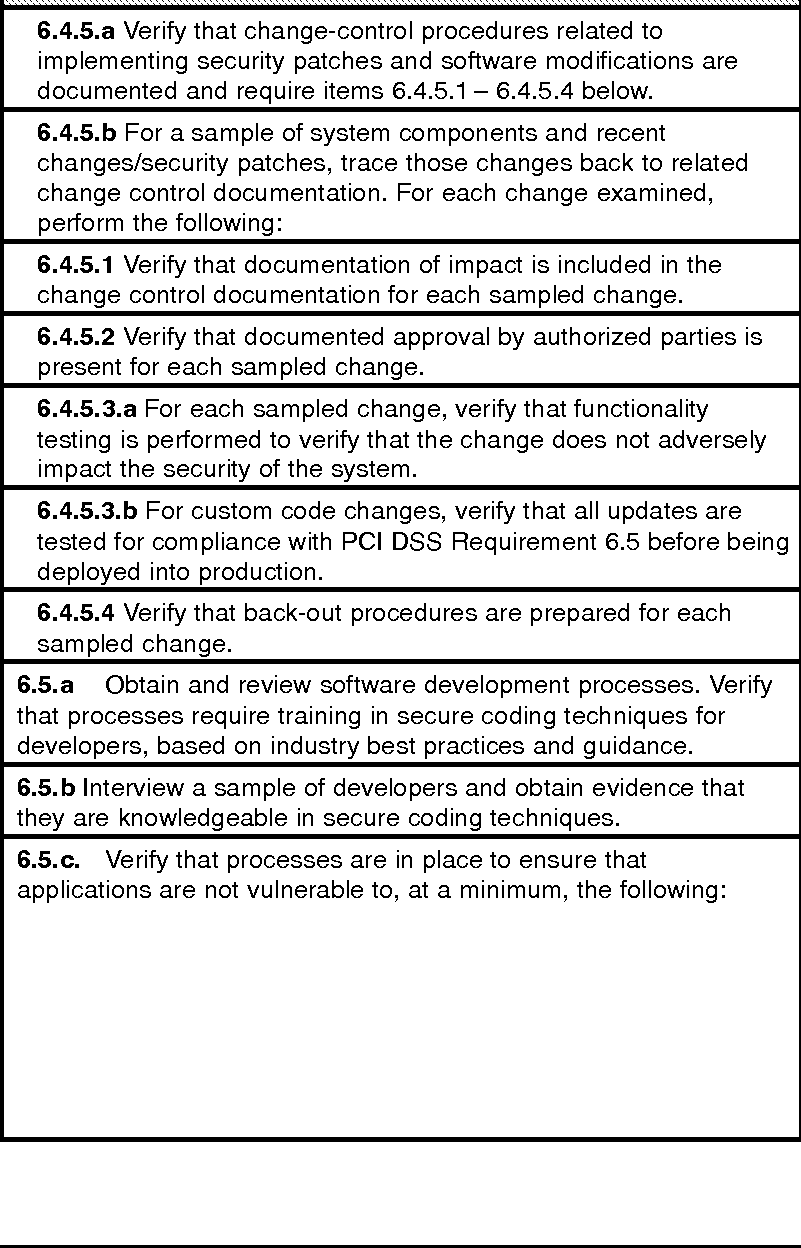 6.4.5.a Verify that change-control procedures related to
implementing security patches and software modifications are
documented and require items 6.4.5.1 – 6.4.5.4 below.
6.4.5.b For a sample of system components and recent
changes/security patches, trace those changes back to related
change control documentation. For each change examined,
perform the following:
6.4.5.1 Verify that documentation of impact is included in the
change control documentation for each sampled change.
6.4.5.2 Verify that documented approval by authorized parties is
present for each sampled change.
6.4.5.3.a For each sampled change, verify that functionality
testing is performed to verify that the change does not adversely
impact the security of the system.
6.4.5.3.b For custom code changes, verify that all updates are
tested for compliance with PCI DSS Requirement 6.5 before being
deployed into production.
6.4.5.4 Verify that back-out procedures are prepared for each
sampled change.
6.5.a Obtain and review software development processes. Verify
that processes require training in secure coding techniques for
developers, based on industry best practices and guidance.
6.5.b Interview a sample of developers and obtain evidence that
they are knowledgeable in secure coding techniques.
6.5.c. Verify that processes are in place to ensure that
applications are not vulnerable to, at a minimum, the following: